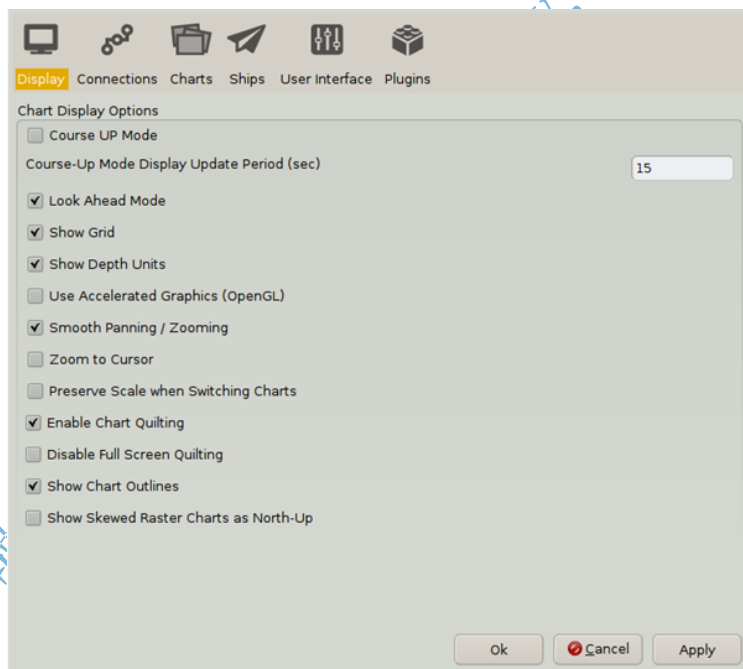 Display Connections Charts Ships User Interface Plugins
Chart Display Options
Course UP Mode
Course-Up Mode Display Update Period (sec) 15
Look Ahead Mode
Show Grid
Show Depth Units
Use Accelerated Graphics (OpenGL)
Smooth Panning / Zooming
Zoom to Cursor
Preserve Scale when Switching Charts
Enable Chart Quilting
Disable Full Screen Quilting
Show Chart Outlines
Show Skewed Raster Charts as North-Up
Ok Cancel Apply